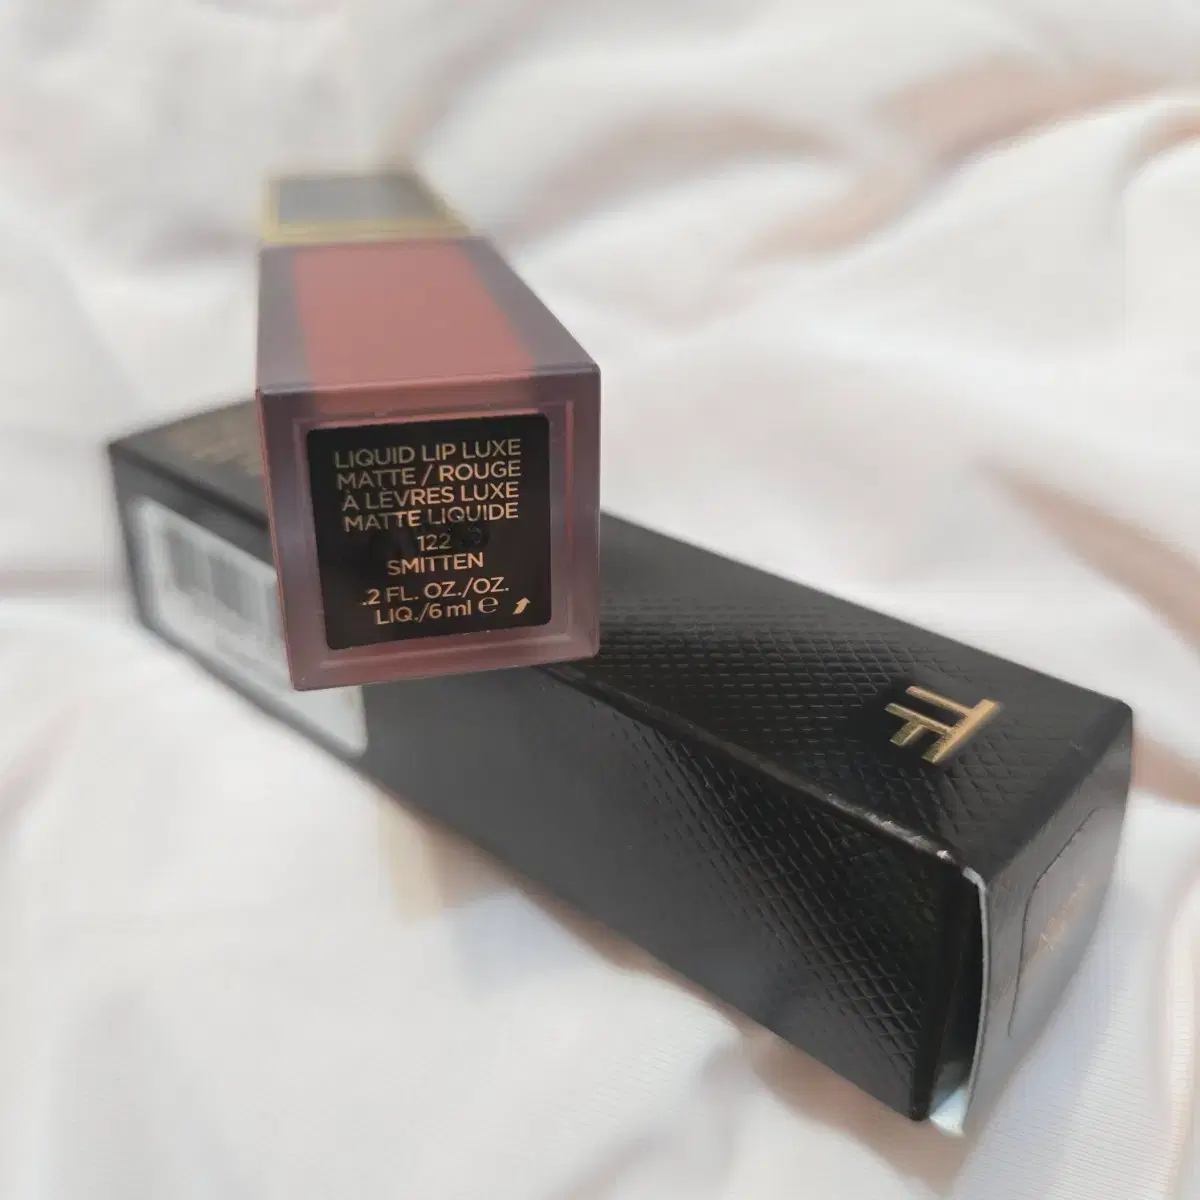 LIQUID LIP LUXE
MATTE / ROUGE
À LÈVRES LUXE
MATTE LIQUIDE
122
SMITTEN
.2 FL. OZ./OZ.
LIQ./6 ml ℮
TF